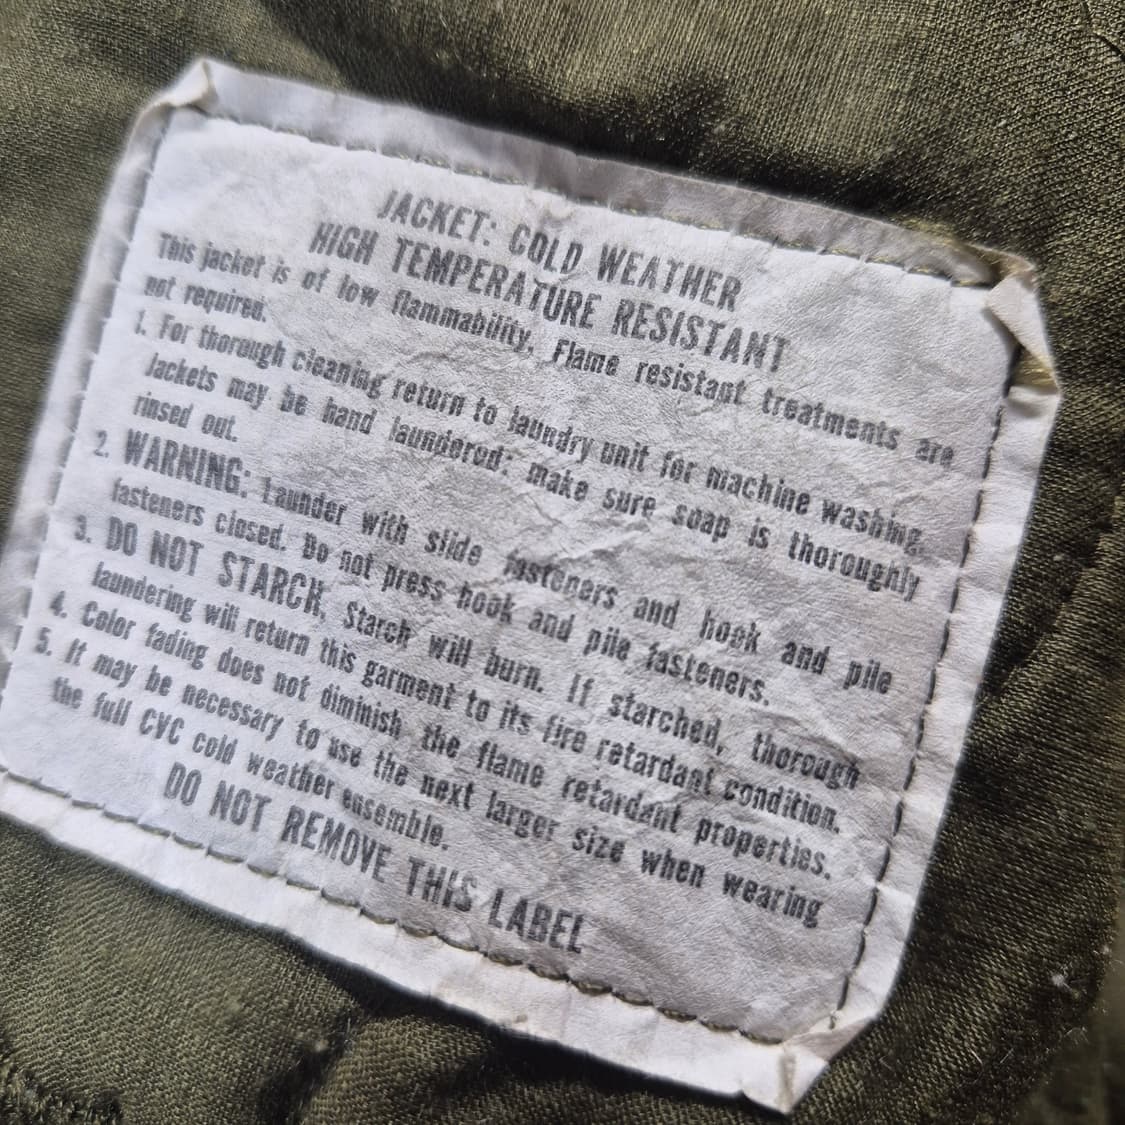 JACKET: COLD WEATHER
HIGH TEMPERATURE RESISTANT
This jacket is of low flammability. Flame resistant treatments are
not required.
1. For thorough cleaning return to laundry unit for machine washing.
Jackets may be hand laundered: make sure soap is thoroughly
rinsed out.
2. WARNING: Launder with slide fasteners and hook and pile
fasteners closed. Do not press hook and pile fasteners.
3. DO NOT STARCH. Starch will burn. If starched, thorough
laundering will return this garment to its fire retardant condition.
4. Color fading does not diminish the flame retardant properties.
5. It may be necessary to use the next larger size when wearing
the full CVC cold weather ensemble.
DO NOT REMOVE THIS LABEL